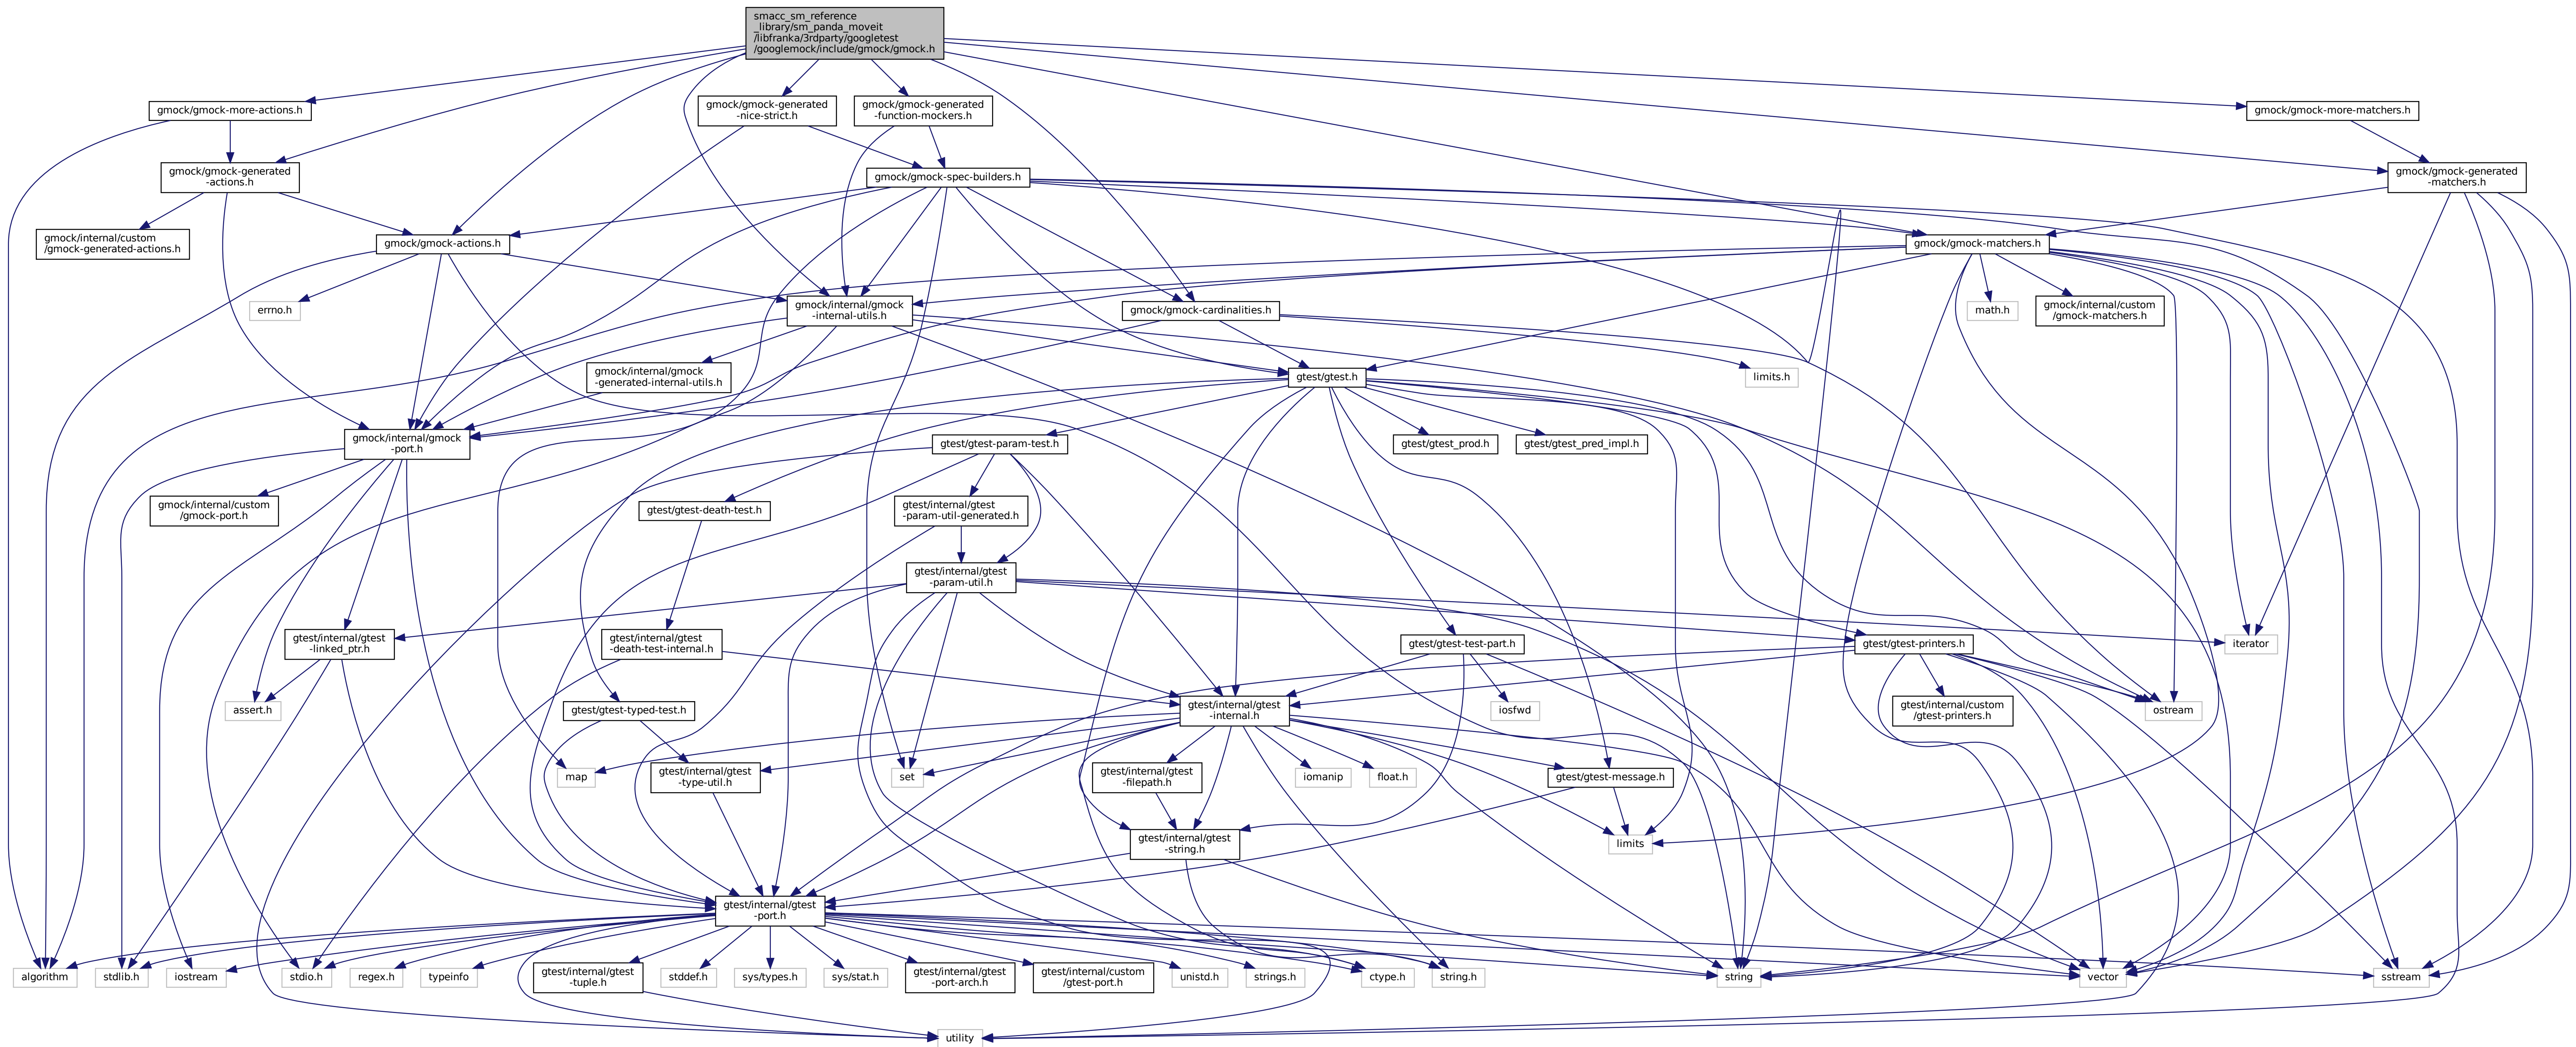 smacc_sm_reference
_library/sm_panda_moveit
/libfranka/3rdparty/googletest
/googlemock/include/gmock/gmock.h
gmock/gmock-more-actions.h
gmock/gmock-generated
-nice-strict.h
gmock/gmock-generated
-function-mockers.h
gmock/gmock-more-matchers.h
gmock/gmock-generated
-actions.h
gmock/gmock-spec-builders.h
gmock/gmock-generated
-matchers.h
gmock/internal/custom
/gmock-generated-actions.h
gmock/gmock-actions.h
gmock/gmock-matchers.h
errno.h
gmock/internal/gmock
-internal-utils.h
gmock/gmock-cardinalities.h
math.h
gmock/internal/custom
/gmock-matchers.h
gmock/internal/gmock
-generated-internal-utils.h
gtest/gtest.h
limits.h
gmock/internal/gmock
-port.h
gtest/gtest-param-test.h
gtest/gtest_prod.h
gtest/gtest_pred_impl.h
gmock/internal/custom
/gmock-port.h
gtest/gtest-death-test.h
gtest/internal/gtest
-param-util-generated.h
gtest/internal/gtest
-param-util.h
gtest/internal/gtest
-linked_ptr.h
gtest/internal/gtest
-death-test-internal.h
gtest/gtest-test-part.h
gtest/gtest-printers.h
iterator
assert.h
gtest/gtest-typed-test.h
gtest/internal/gtest
-internal.h
iosfwd
gtest/internal/custom
/gtest-printers.h
ostream
map
gtest/internal/gtest
-type-util.h
set
gtest/internal/gtest
-filepath.h
iomanip
float.h
gtest/gtest-message.h
gtest/internal/gtest
-string.h
limits
gtest/internal/gtest
-port.h
algorithm
stdlib.h
iostream
stdio.h
regex.h
typeinfo
gtest/internal/gtest
-tuple.h
stddef.h
sys/types.h
sys/stat.h
gtest/internal/gtest
-port-arch.h
gtest/internal/custom
/gtest-port.h
unistd.h
strings.h
ctype.h
string.h
string
vector
sstream
utility